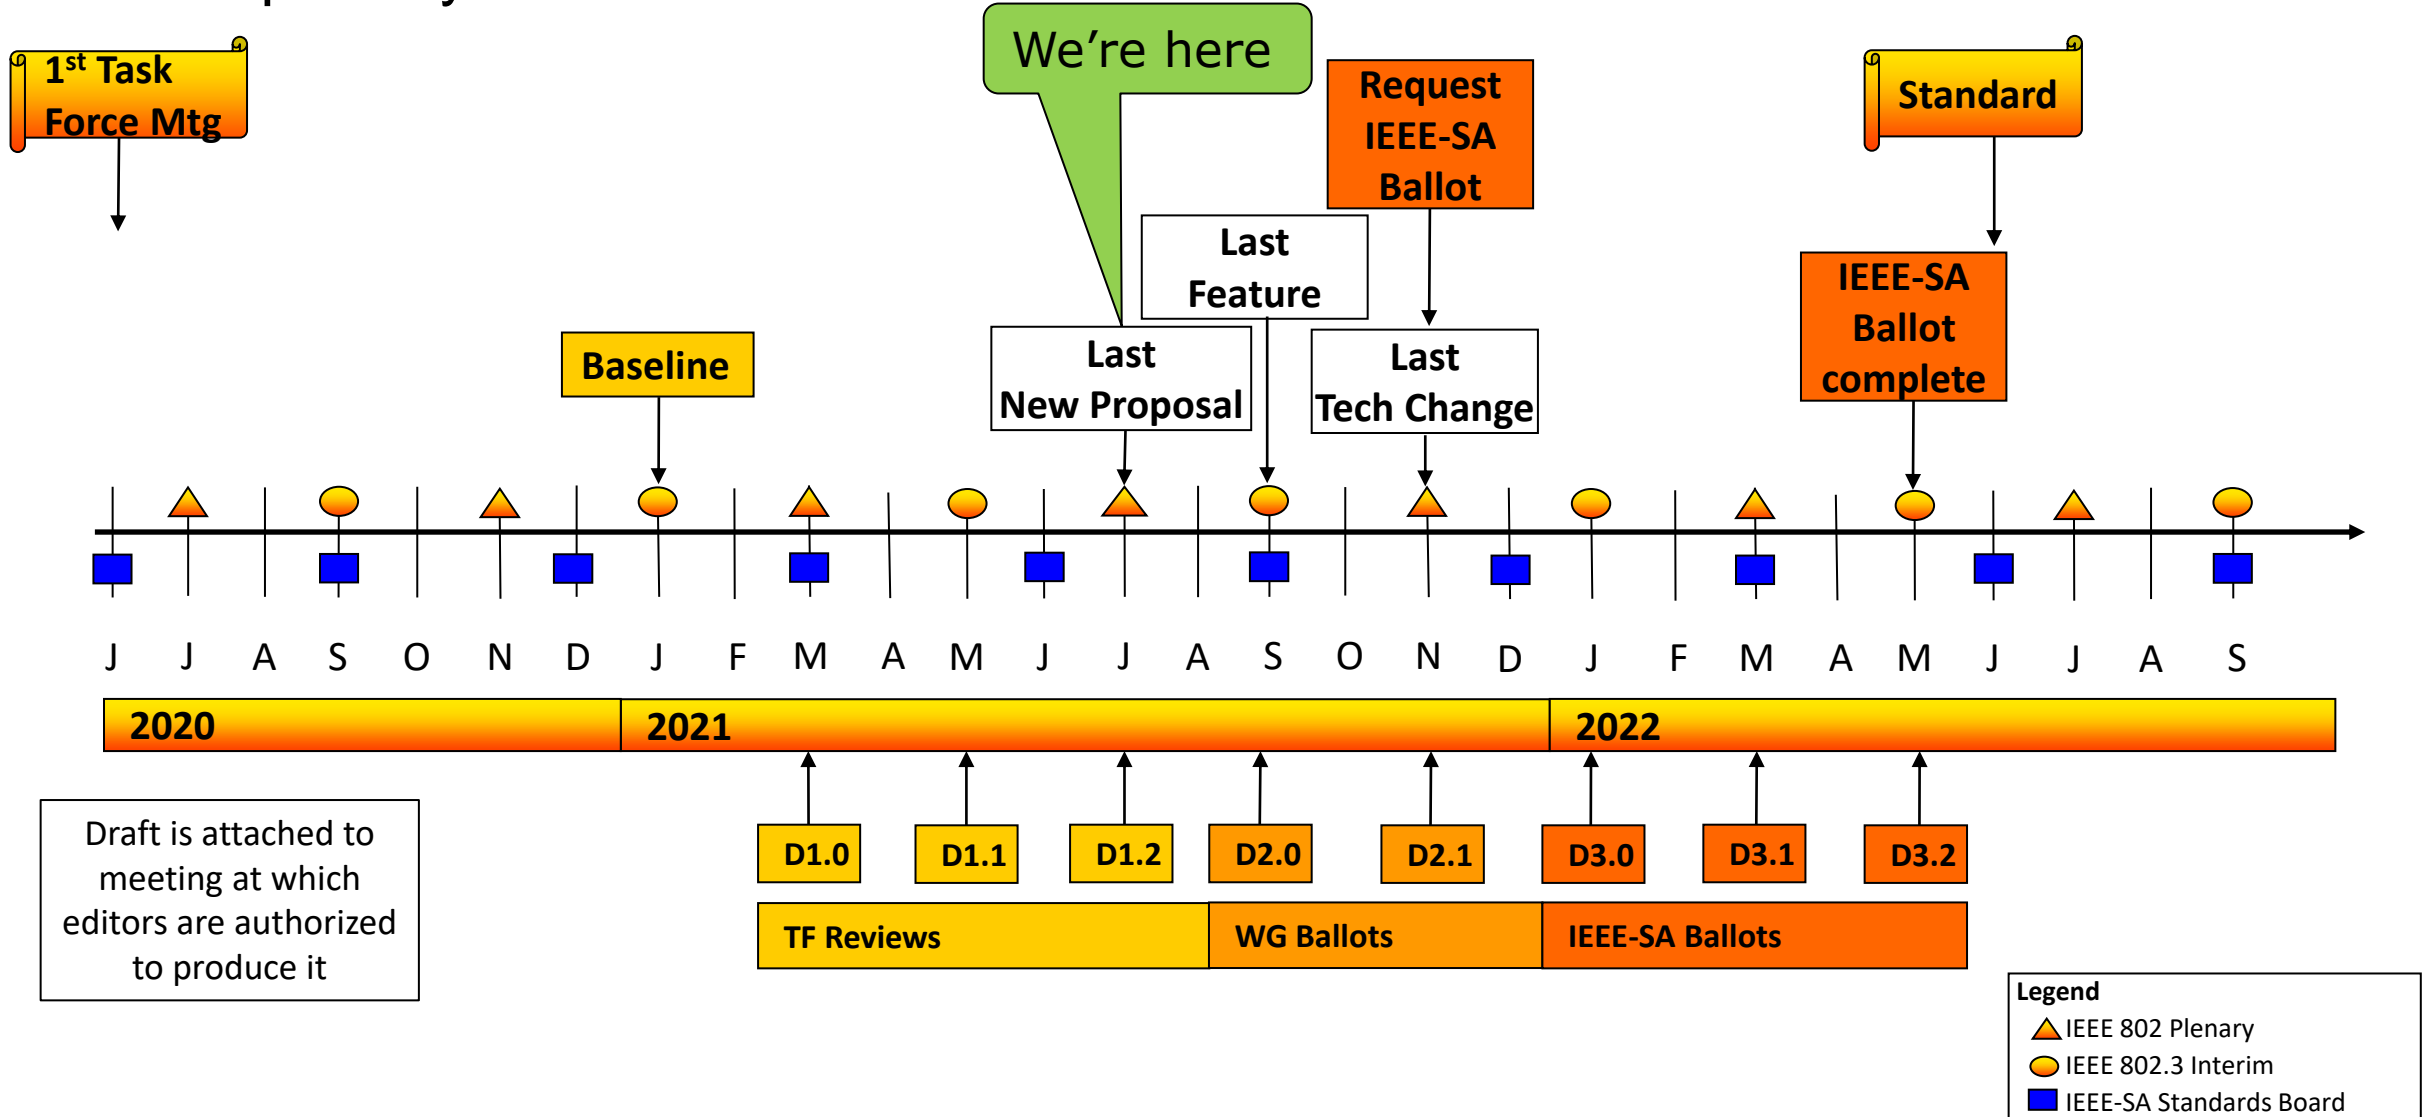 1st Task
Force Mtg
We're here
Request
IEEE-SA
Ballot
Standard
Last
Feature
IEEE-SA
Ballot
complete
Baseline
Last
New Proposal
Last
Tech Change
J J A S O N D J F M A M J J A S O N D J F M A M J J A S
2020 2021 2022
D1.0 D1.1 D1.2 D2.0 D2.1 D3.0 D3.1 D3.2
TF Reviews WG Ballots IEEE-SA Ballots
Draft is attached to
meeting at which
editors are authorized
to produce it
Legend
IEEE 802 Plenary
IEEE 802.3 Interim
IEEE-SA Standards Board